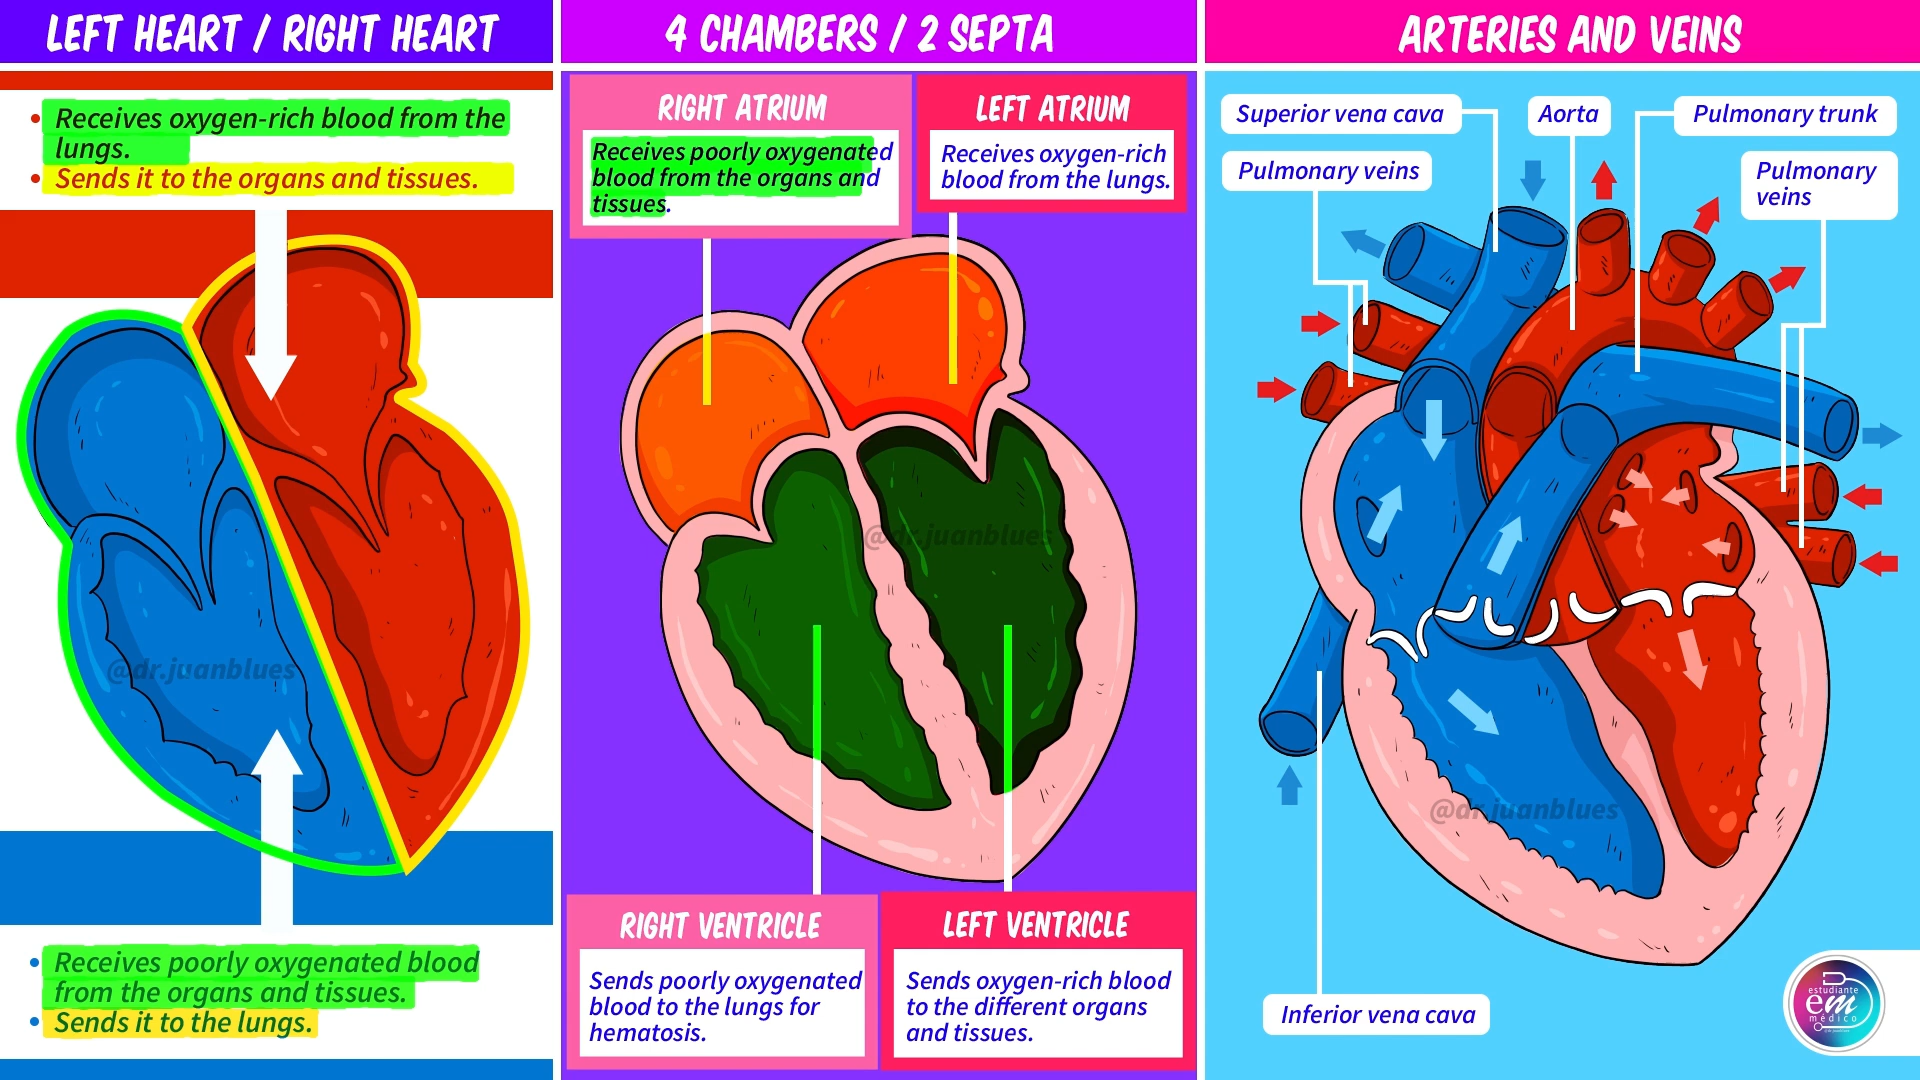 LEFT HEART / RIGHT HEART
• Receives oxygen-rich blood from the
lungs.
• Sends it to the organs and tissues.
@dr.juanblues
• Receives poorly oxygenated blood
from the organs and tissues.
• Sends it to the lungs.
4 CHAMBERS / 2 SEPTA
RIGHT ATRIUM
Receives poorly oxygenated
blood from the organs and
tissues.
LEFT ATRIUM
Receives oxygen-rich
blood from the lungs.
@dr.juanblues
RIGHT VENTRICLE
Sends poorly oxygenated
blood to the lungs for
hematosis.
LEFT VENTRICLE
Sends oxygen-rich blood
to the different organs
and tissues.
ARTERIES AND VEINS
Superior vena cava
Aorta
Pulmonary trunk
Pulmonary veins
Pulmonary
veins
@dr.juanblues
Inferior vena cava
estudiante
em
médico